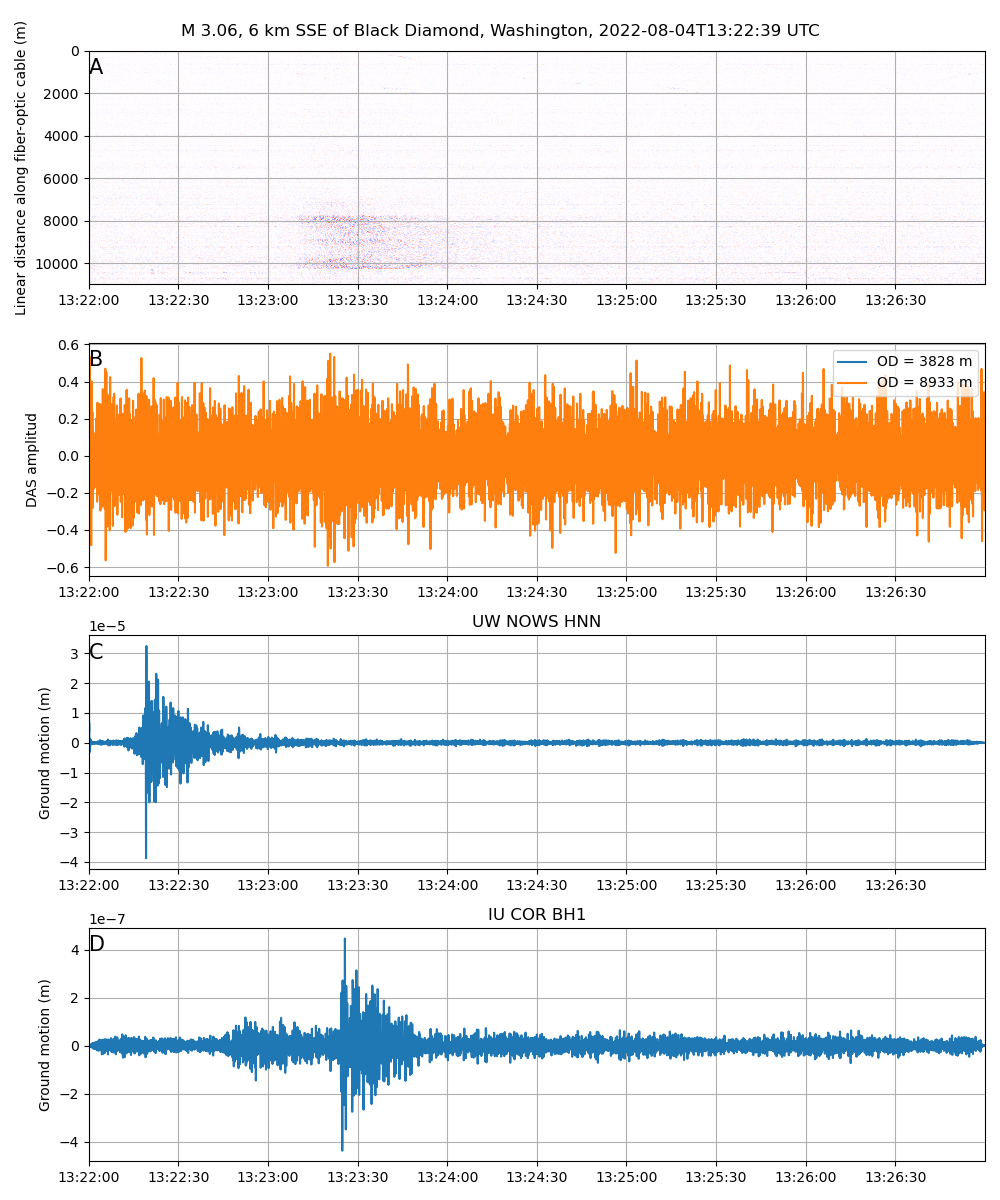 M 3.06, 6 km SSE of Black Diamond, Washington, 2022-08-04T13:22:39 UTC
Linear distance along fiber-optic cable (m)
A
0
2000
4000
6000
8000
10000
13:22:00 13:22:30 13:23:00 13:23:30 13:24:00 13:24:30 13:25:00 13:25:30 13:26:00 13:26:30
DAS amplitud
B
0.6
0.4
0.2
0.0
−0.2
−0.4
−0.6
OD = 3828 m
OD = 8933 m
13:22:00 13:22:30 13:23:00 13:23:30 13:24:00 13:24:30 13:25:00 13:25:30 13:26:00 13:26:30
UW NOWS HNN
1e−5
Ground motion (m)
C
3
2
1
0
−1
−2
−3
−4
13:22:00 13:22:30 13:23:00 13:23:30 13:24:00 13:24:30 13:25:00 13:25:30 13:26:00 13:26:30
IU COR BH1
1e−7
Ground motion (m)
D
4
2
0
−2
−4
13:22:00 13:22:30 13:23:00 13:23:30 13:24:00 13:24:30 13:25:00 13:25:30 13:26:00 13:26:30